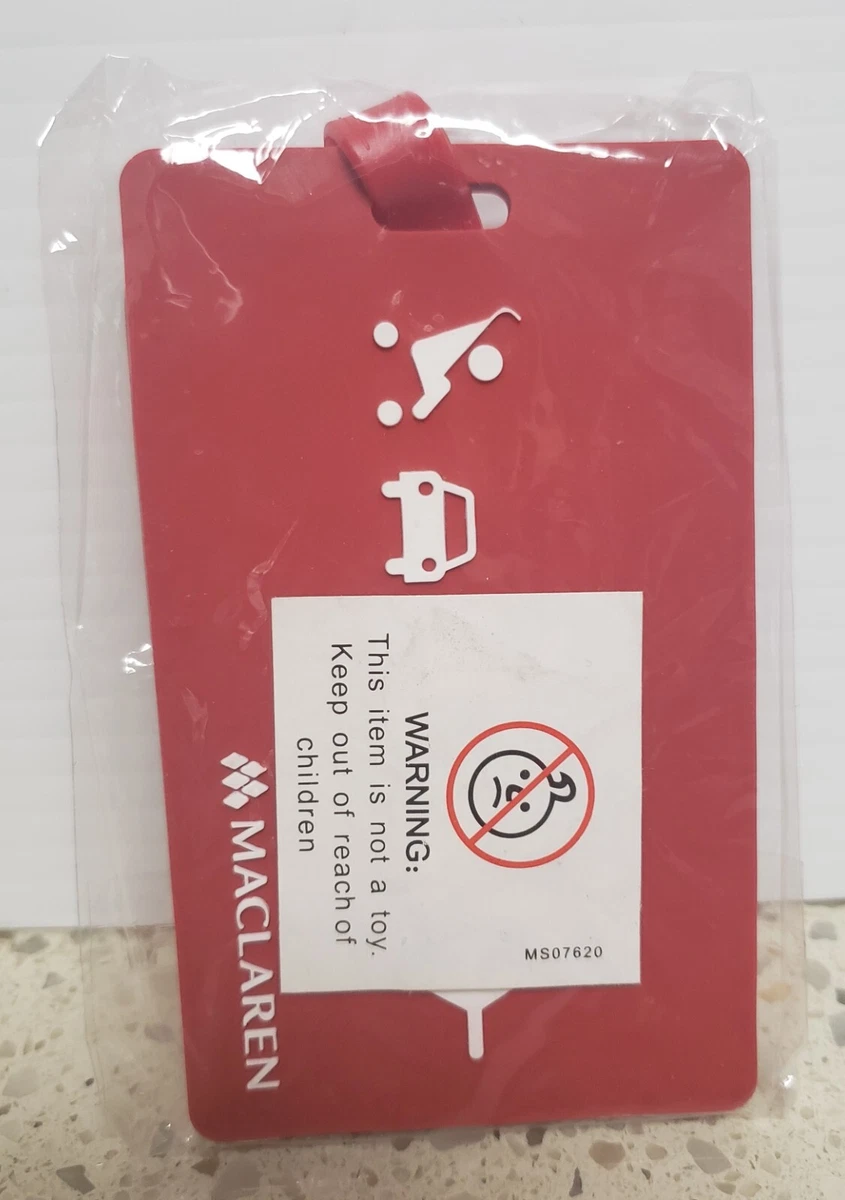 WARNING:
This item is not a toy.
Keep out of reach of
children
MS07620
MACLAREN